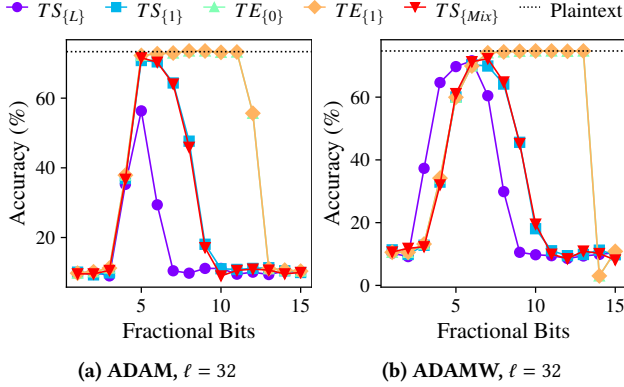 TS{L} TS{1} TE{0} TE{1} TS{Mix} Plaintext
Accuracy (%)
60
40
20
5 10 15
Fractional Bits
(a) ADAM, ℓ = 32
Accuracy (%)
60
40
20
0
5 10 15
Fractional Bits
(b) ADAMW, ℓ = 32